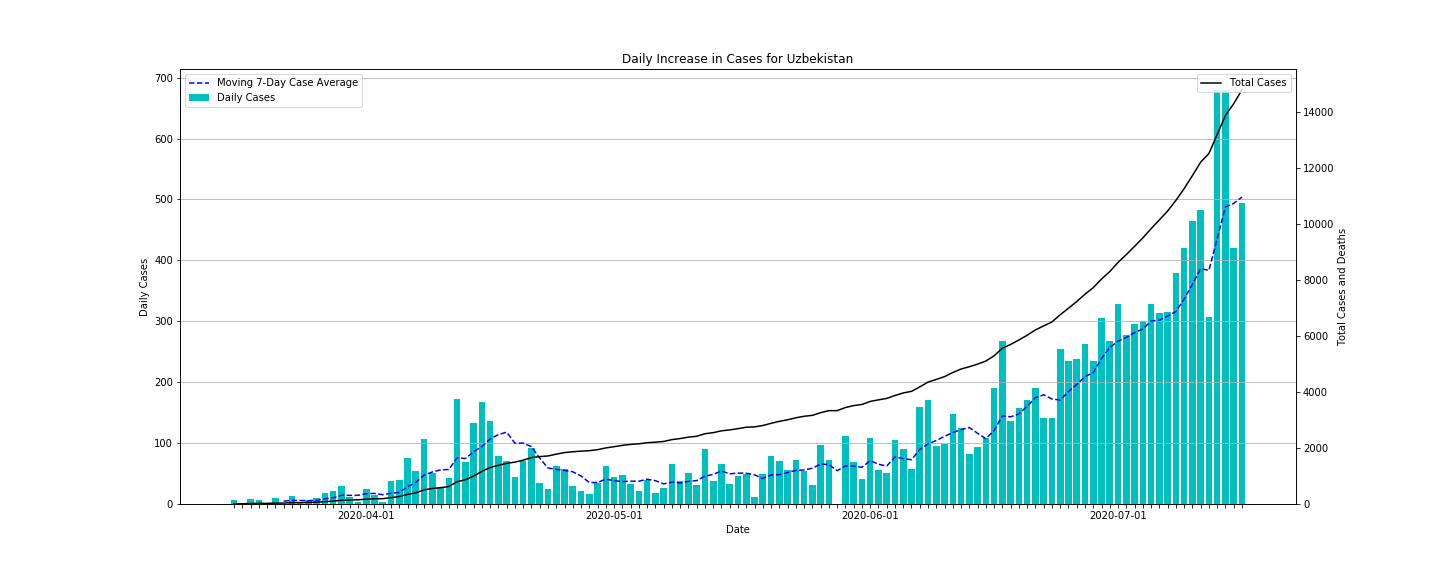 Daily Increase in Cases for Uzbekistan
Moving 7-Day Case Average
Daily Cases
Total Cases
700
600
500
400
300
200
100
0
Daily Cases
14000
12000
10000
8000
6000
4000
2000
0
Total Cases and Deaths
2020-04-01
2020-05-01
2020-06-01
2020-07-01
Date